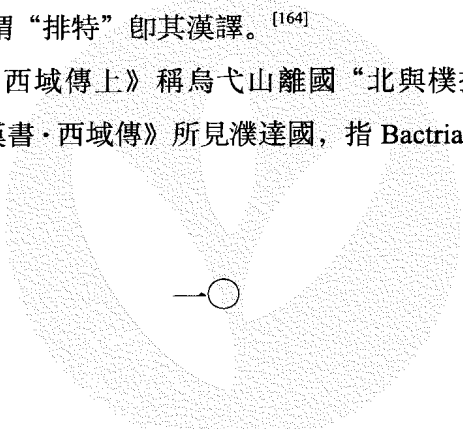 謂“排特”卽其漢譯。[164]
西域傳上》稱烏弋山離國“北與樸
漢書·西域傳》所見濮達國，指 Bactria